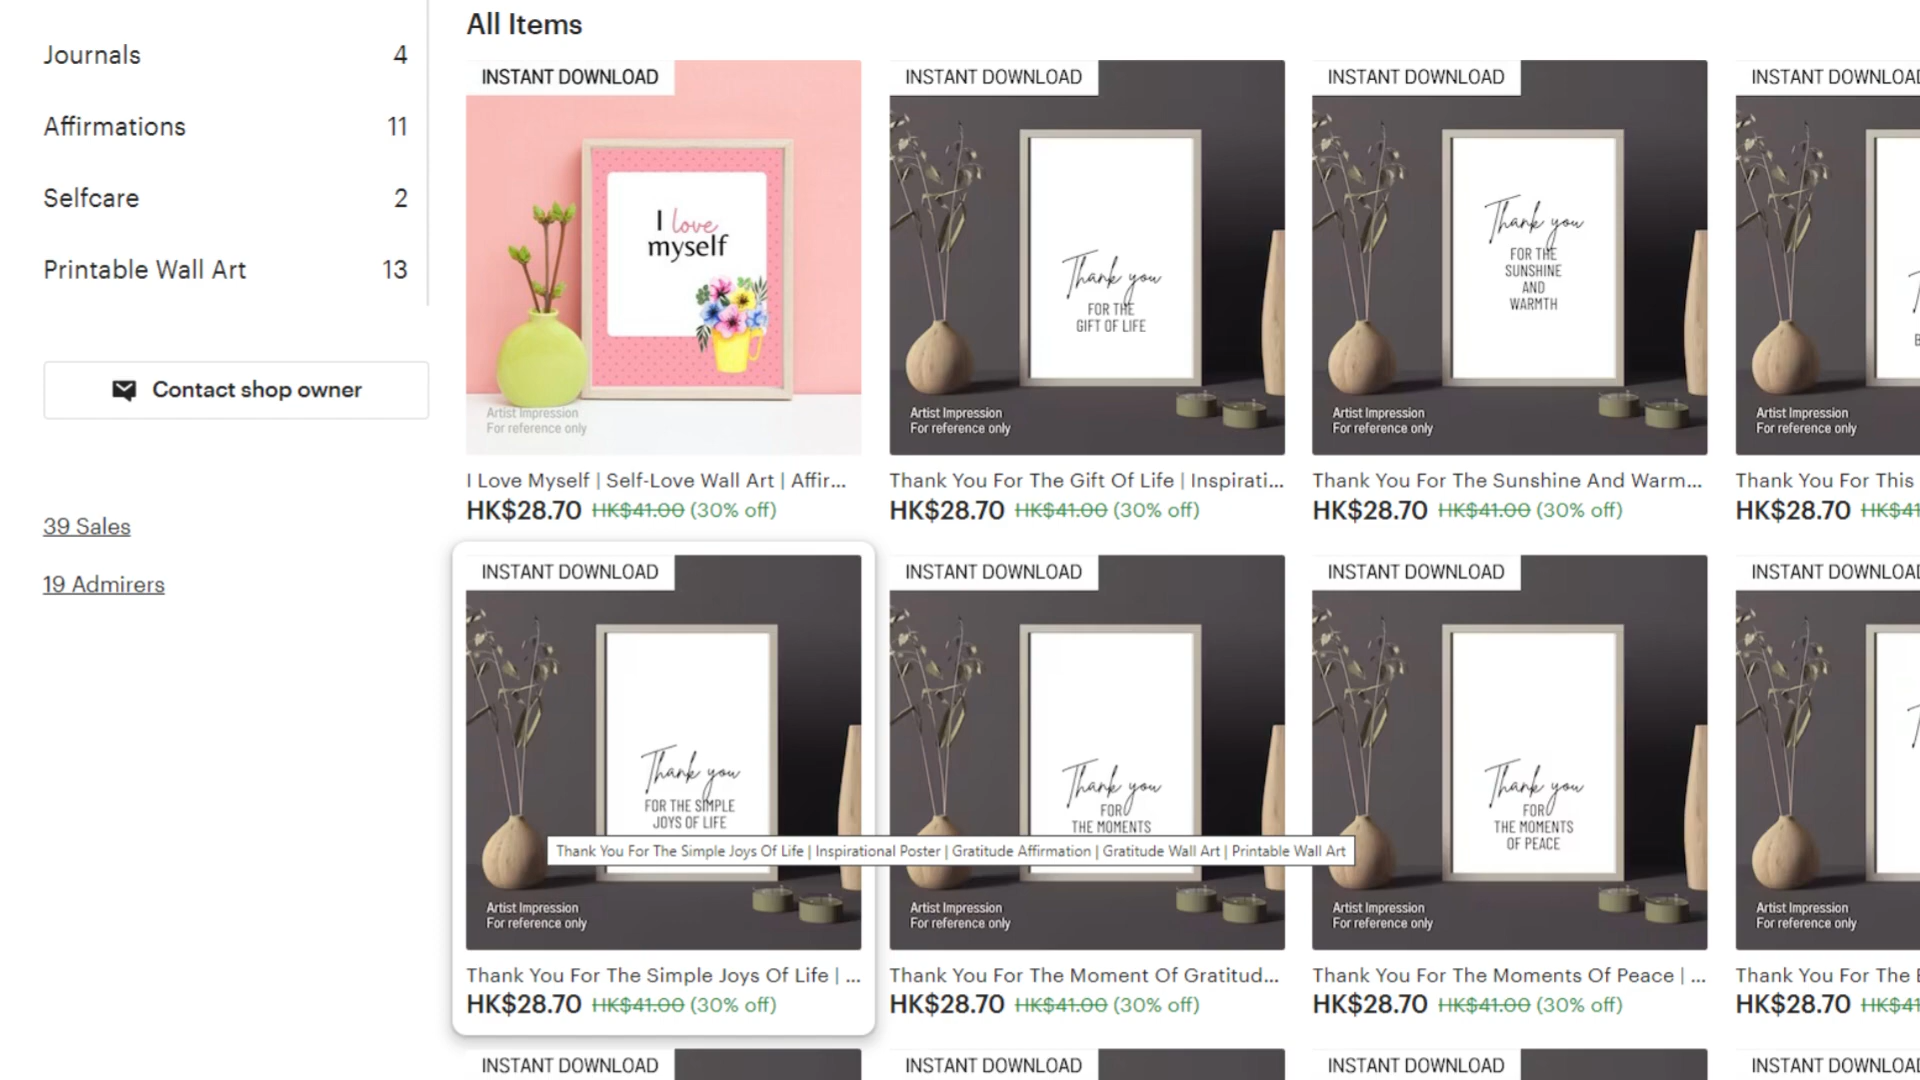 All Items
Journals 4
Affirmations 11
Selfcare 2
Printable Wall Art 13
Contact shop owner
39 Sales
19 Admirers
INSTANT DOWNLOAD
I love
myself
Artist Impression
For reference only
I Love Myself | Self-Love Wall Art | Affir...
HK$28.70 HK$41.00 (30% off)
INSTANT DOWNLOAD
Thank you
FOR THE
GIFT OF LIFE
Artist Impression
For reference only
Thank You For The Gift Of Life | Inspirati...
HK$28.70 HK$41.00 (30% off)
INSTANT DOWNLOAD
Thank you
FOR THE
SUNSHINE
AND
WARMTH
Artist Impression
For reference only
Thank You For The Sunshine And Warm...
HK$28.70 HK$41.00 (30% off)
INSTANT DOWNLOA
Artist Impression
For reference only
Thank You For This
HK$28.70 HK$41
INSTANT DOWNLOAD
Thank you
FOR THE SIMPLE
JOYS OF LIFE
Thank You For The Simple Joys Of Life | Inspirational Poster | Gratitude Affirmation | Gratitude Wall Art | Printable Wall Art
Artist Impression
For reference only
Thank You For The Simple Joys Of Life | ...
HK$28.70 HK$41.00 (30% off)
INSTANT DOWNLOAD
Thank you
FOR
THE MOMENTS
Artist Impression
For reference only
Thank You For The Moment Of Gratitud...
HK$28.70 HK$41.00 (30% off)
INSTANT DOWNLOAD
Thank you
FOR
THE MOMENTS
OF PEACE
Artist Impression
For reference only
Thank You For The Moments Of Peace | ...
HK$28.70 HK$41.00 (30% off)
INSTANT DOWNLOA
Artist Impression
For reference only
Thank You For The
HK$28.70 HK$41
INSTANT DOWNLOAD
INSTANT DOWNLOAD
INSTANT DOWNLOAD
INSTANT DOWNLOA